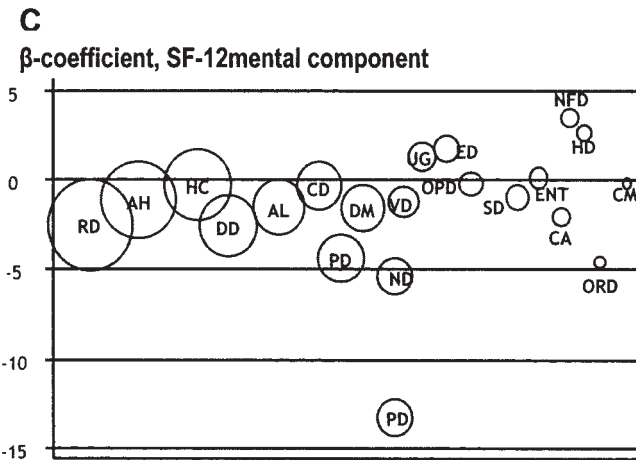 C
β-coefficient, SF-12mental component
5
NFD
UG
ED
HD
0
HC
CD
OPD
ENT
CM
AH
AL
DM
VD
SD
RD
DD
CA
PD
-5
ND
ORD
-10
PD
-15